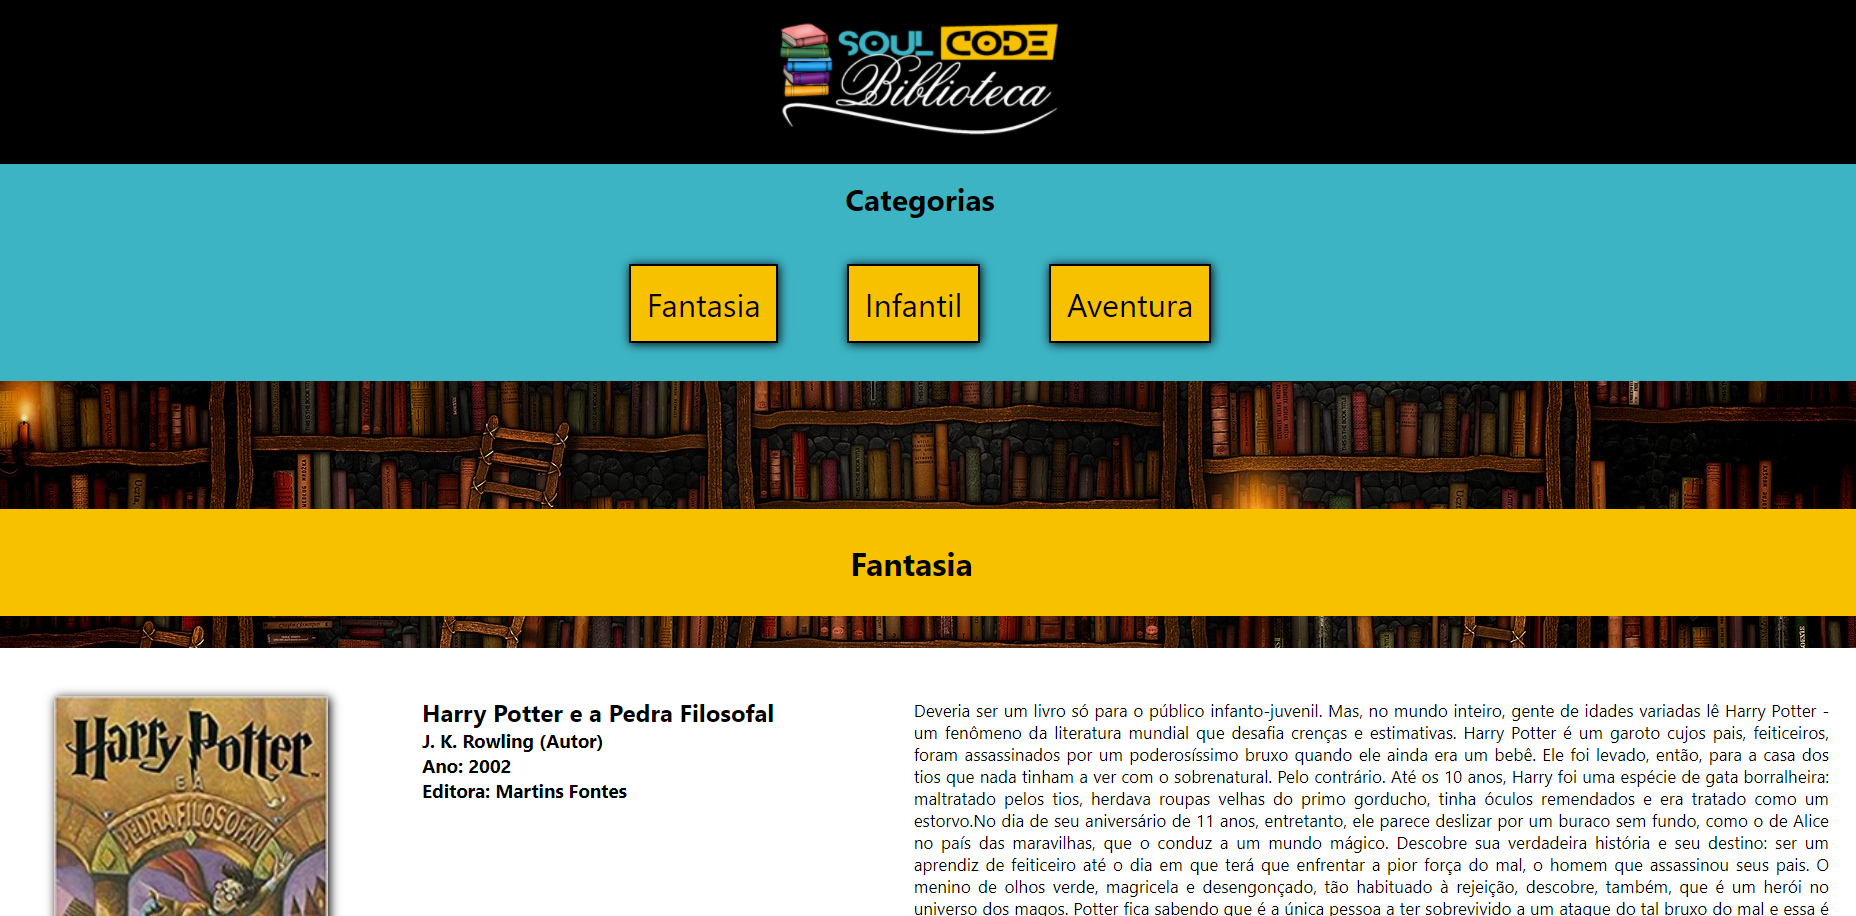 SOUL CODE
Biblioteca
Categorias
Fantasia
Infantil
Aventura
Fantasia
Harry Potter
E A
PEDRA FILOSOFAL
Harry Potter e a Pedra Filosofal
J. K. Rowling (Autor)
Ano: 2002
Editora: Martins Fontes
Deveria ser um livro só para o público infanto-juvenil. Mas, no mundo inteiro, gente de idades variadas lê Harry Potter -
um fenômeno da literatura mundial que desafia crenças e estimativas. Harry Potter é um garoto cujos pais, feiticeiros,
foram assassinados por um poderosíssimo bruxo quando ele ainda era um bebê. Ele foi levado, então, para a casa dos
tios que nada tinham a ver com o sobrenatural. Pelo contrário. Até os 10 anos, Harry foi uma espécie de gata borralheira:
maltratado pelos tios, herdava roupas velhas do primo gorducho, tinha óculos remendados e era tratado como um
estorvo.No dia de seu aniversário de 11 anos, entretanto, ele parece deslizar por um buraco sem fundo, como o de Alice
no país das maravilhas, que o conduz a um mundo mágico. Descobre sua verdadeira história e seu destino: ser um
aprendiz de feiticeiro até o dia em que terá que enfrentar a pior força do mal, o homem que assassinou seus pais. O
menino de olhos verde, magricela e desengonçado, tão habituado à rejeição, descobre, também, que é um herói no
universo dos magos. Potter fica sabendo que é a única pessoa a ter sobrevivido a um ataque do tal bruxo do mal e essa é